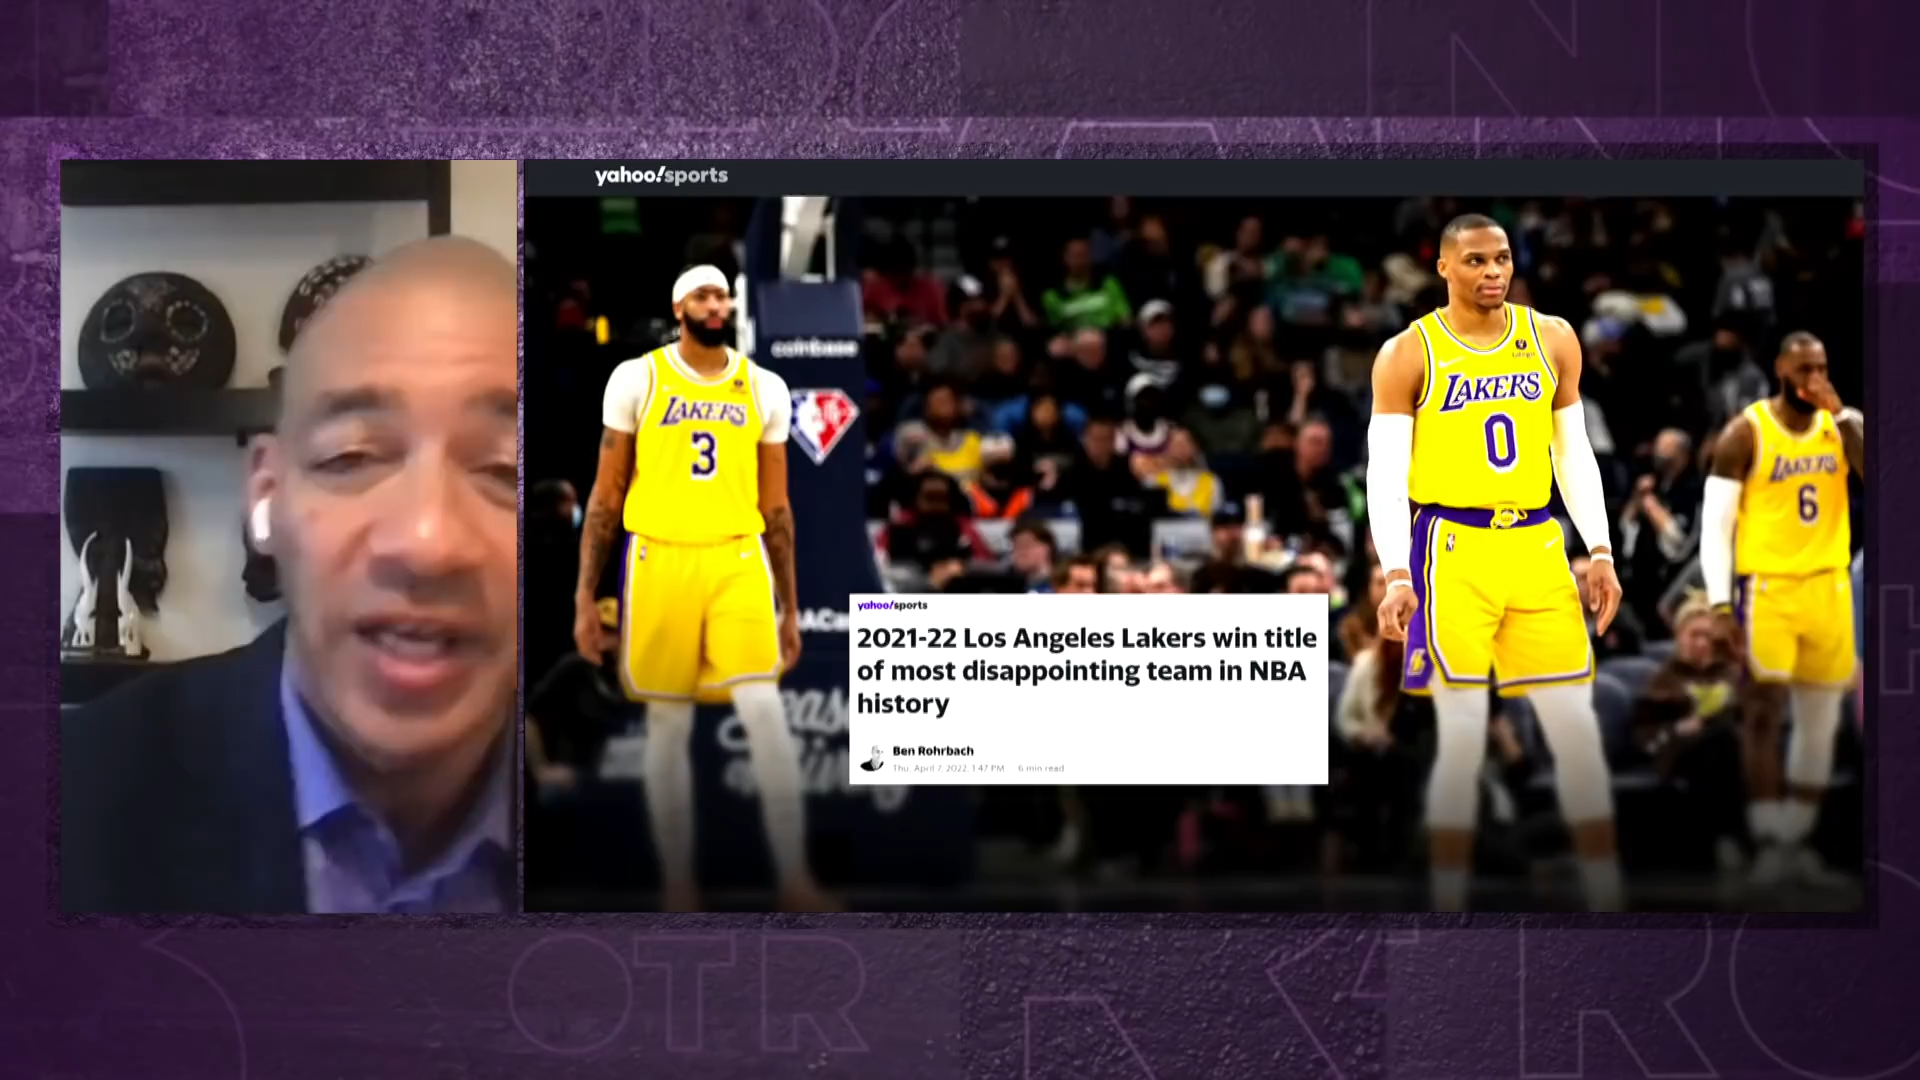 yahoo!sports
coinbase
LAKERS
3
LAKERS
0
LAKERS
6
yahoo!sports
2021-22 Los Angeles Lakers win title
of most disappointing team in NBA
history
Ben Rohrbach
Thu, April 7, 2022, 1:47 PM 6 min read
OTR